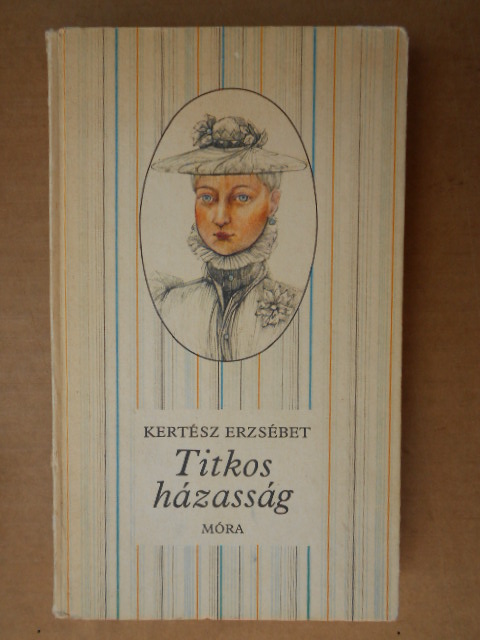 KERTÉSZ ERZSÉBET
Titkos
házasság
MÓRA